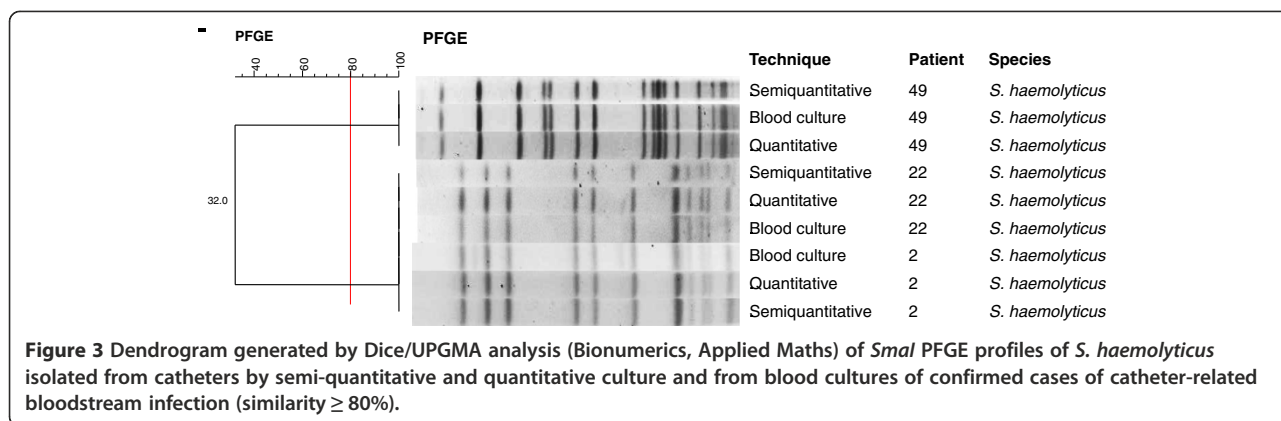 PFGE
PFGE
40
60
80
100
Technique Patient Species
Semiquantitative 49 S. haemolyticus
Blood culture 49 S. haemolyticus
Quantitative 49 S. haemolyticus
Semiquantitative 22 S. haemolyticus
Quantitative 22 S. haemolyticus
Blood culture 22 S. haemolyticus
Blood culture 2 S. haemolyticus
Quantitative 2 S. haemolyticus
Semiquantitative 2 S. haemolyticus
32.0
Figure 3 Dendrogram generated by Dice/UPGMA analysis (Bionumerics, Applied Maths) of SmaI PFGE profiles of S. haemolyticus
isolated from catheters by semi-quantitative and quantitative culture and from blood cultures of confirmed cases of catheter-related
bloodstream infection (similarity ≥ 80%).